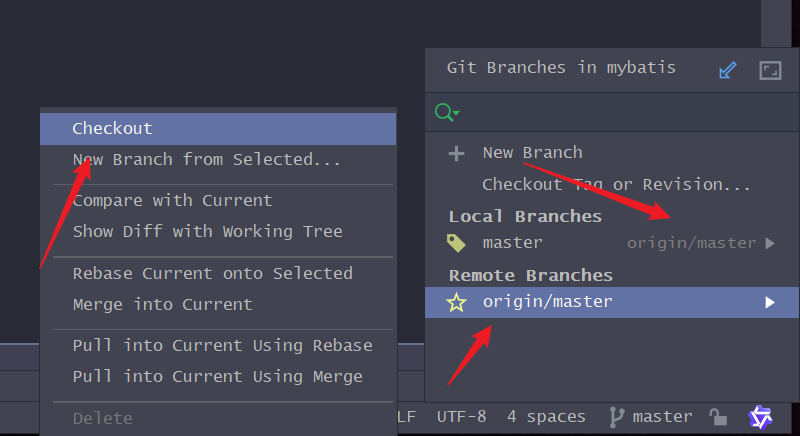 Git Branches in mybatis
New Branch
Checkout Tag or Revision...
Local Branches
master origin/master
Remote Branches
origin/master
Checkout
New Branch from Selected...
Compare with Current
Show Diff with Working Tree
Rebase Current onto Selected
Merge into Current
Pull into Current Using Rebase
Pull into Current Using Merge
Delete
LF UTF-8 4 spaces master